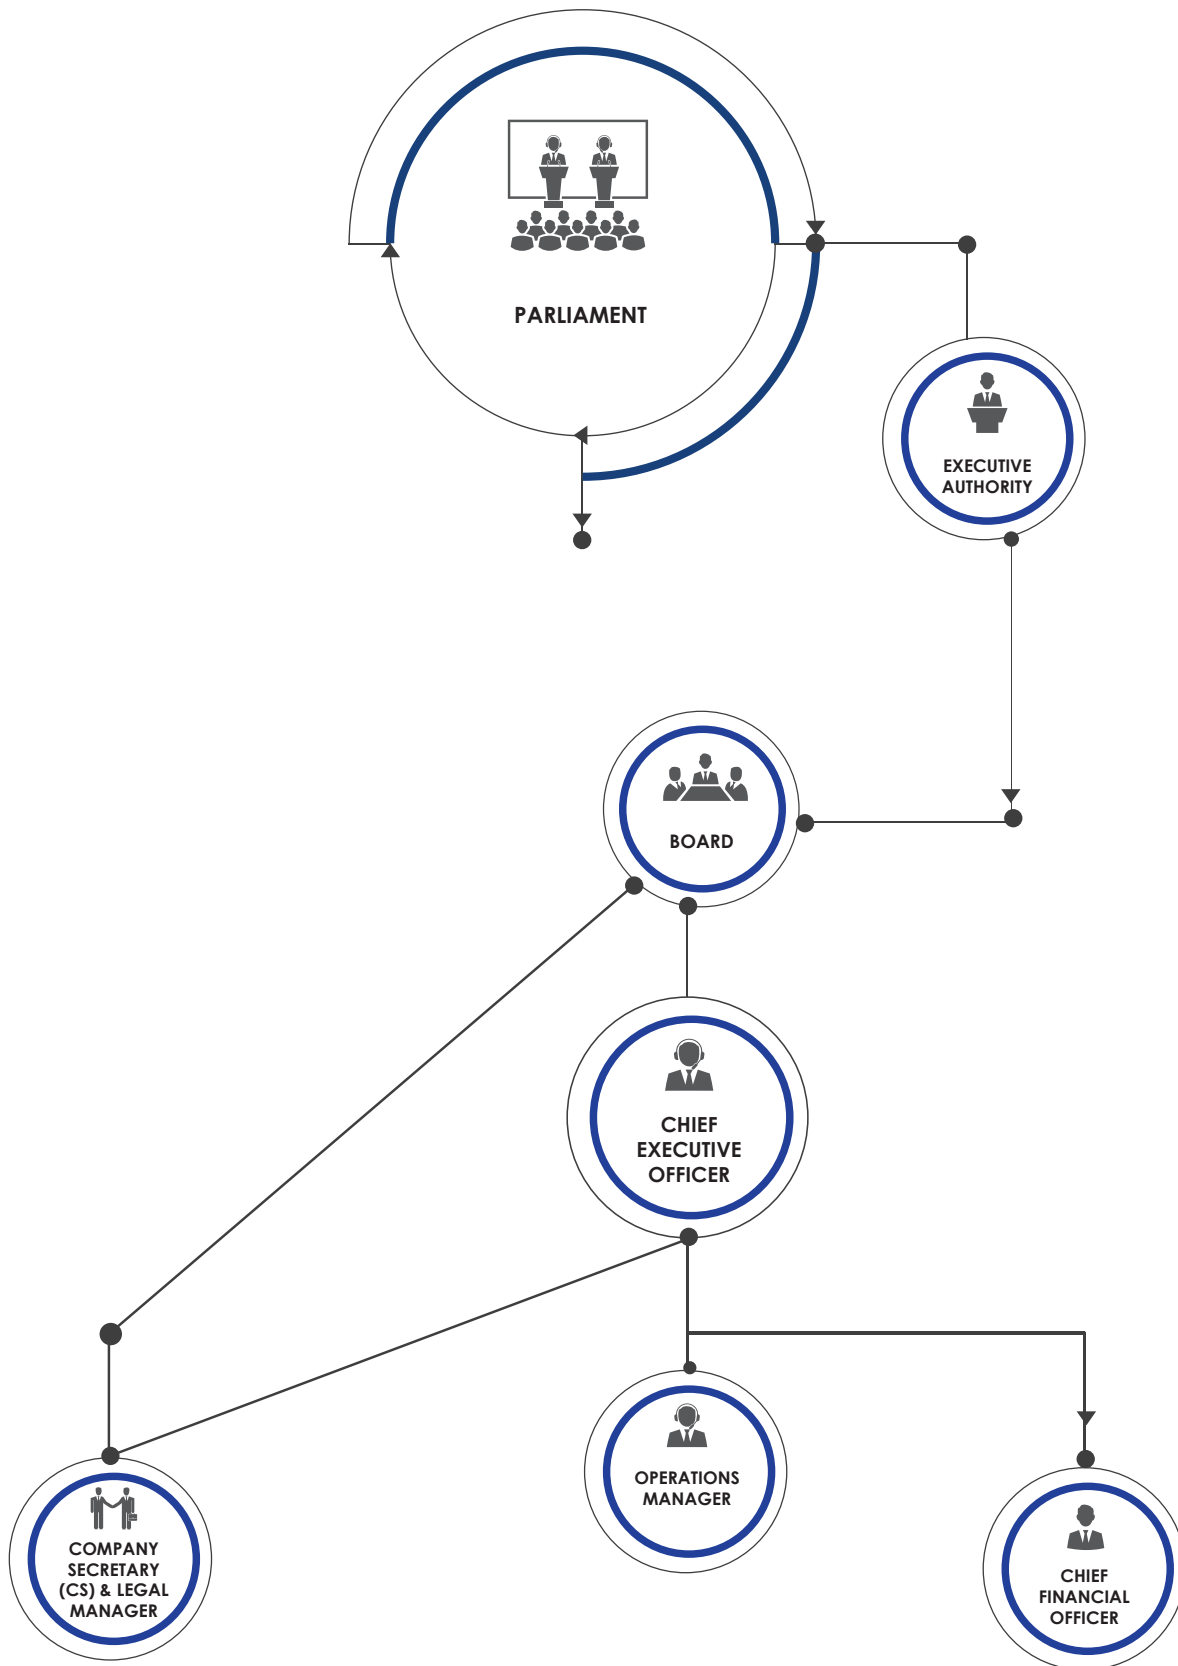 PARLIAMENT
EXECUTIVE
AUTHORITY
BOARD
CHIEF
EXECUTIVE
OFFICER
OPERATIONS
MANAGER
COMPANY
SECRETARY
(CS) & LEGAL
MANAGER
CHIEF
FINANCIAL
OFFICER